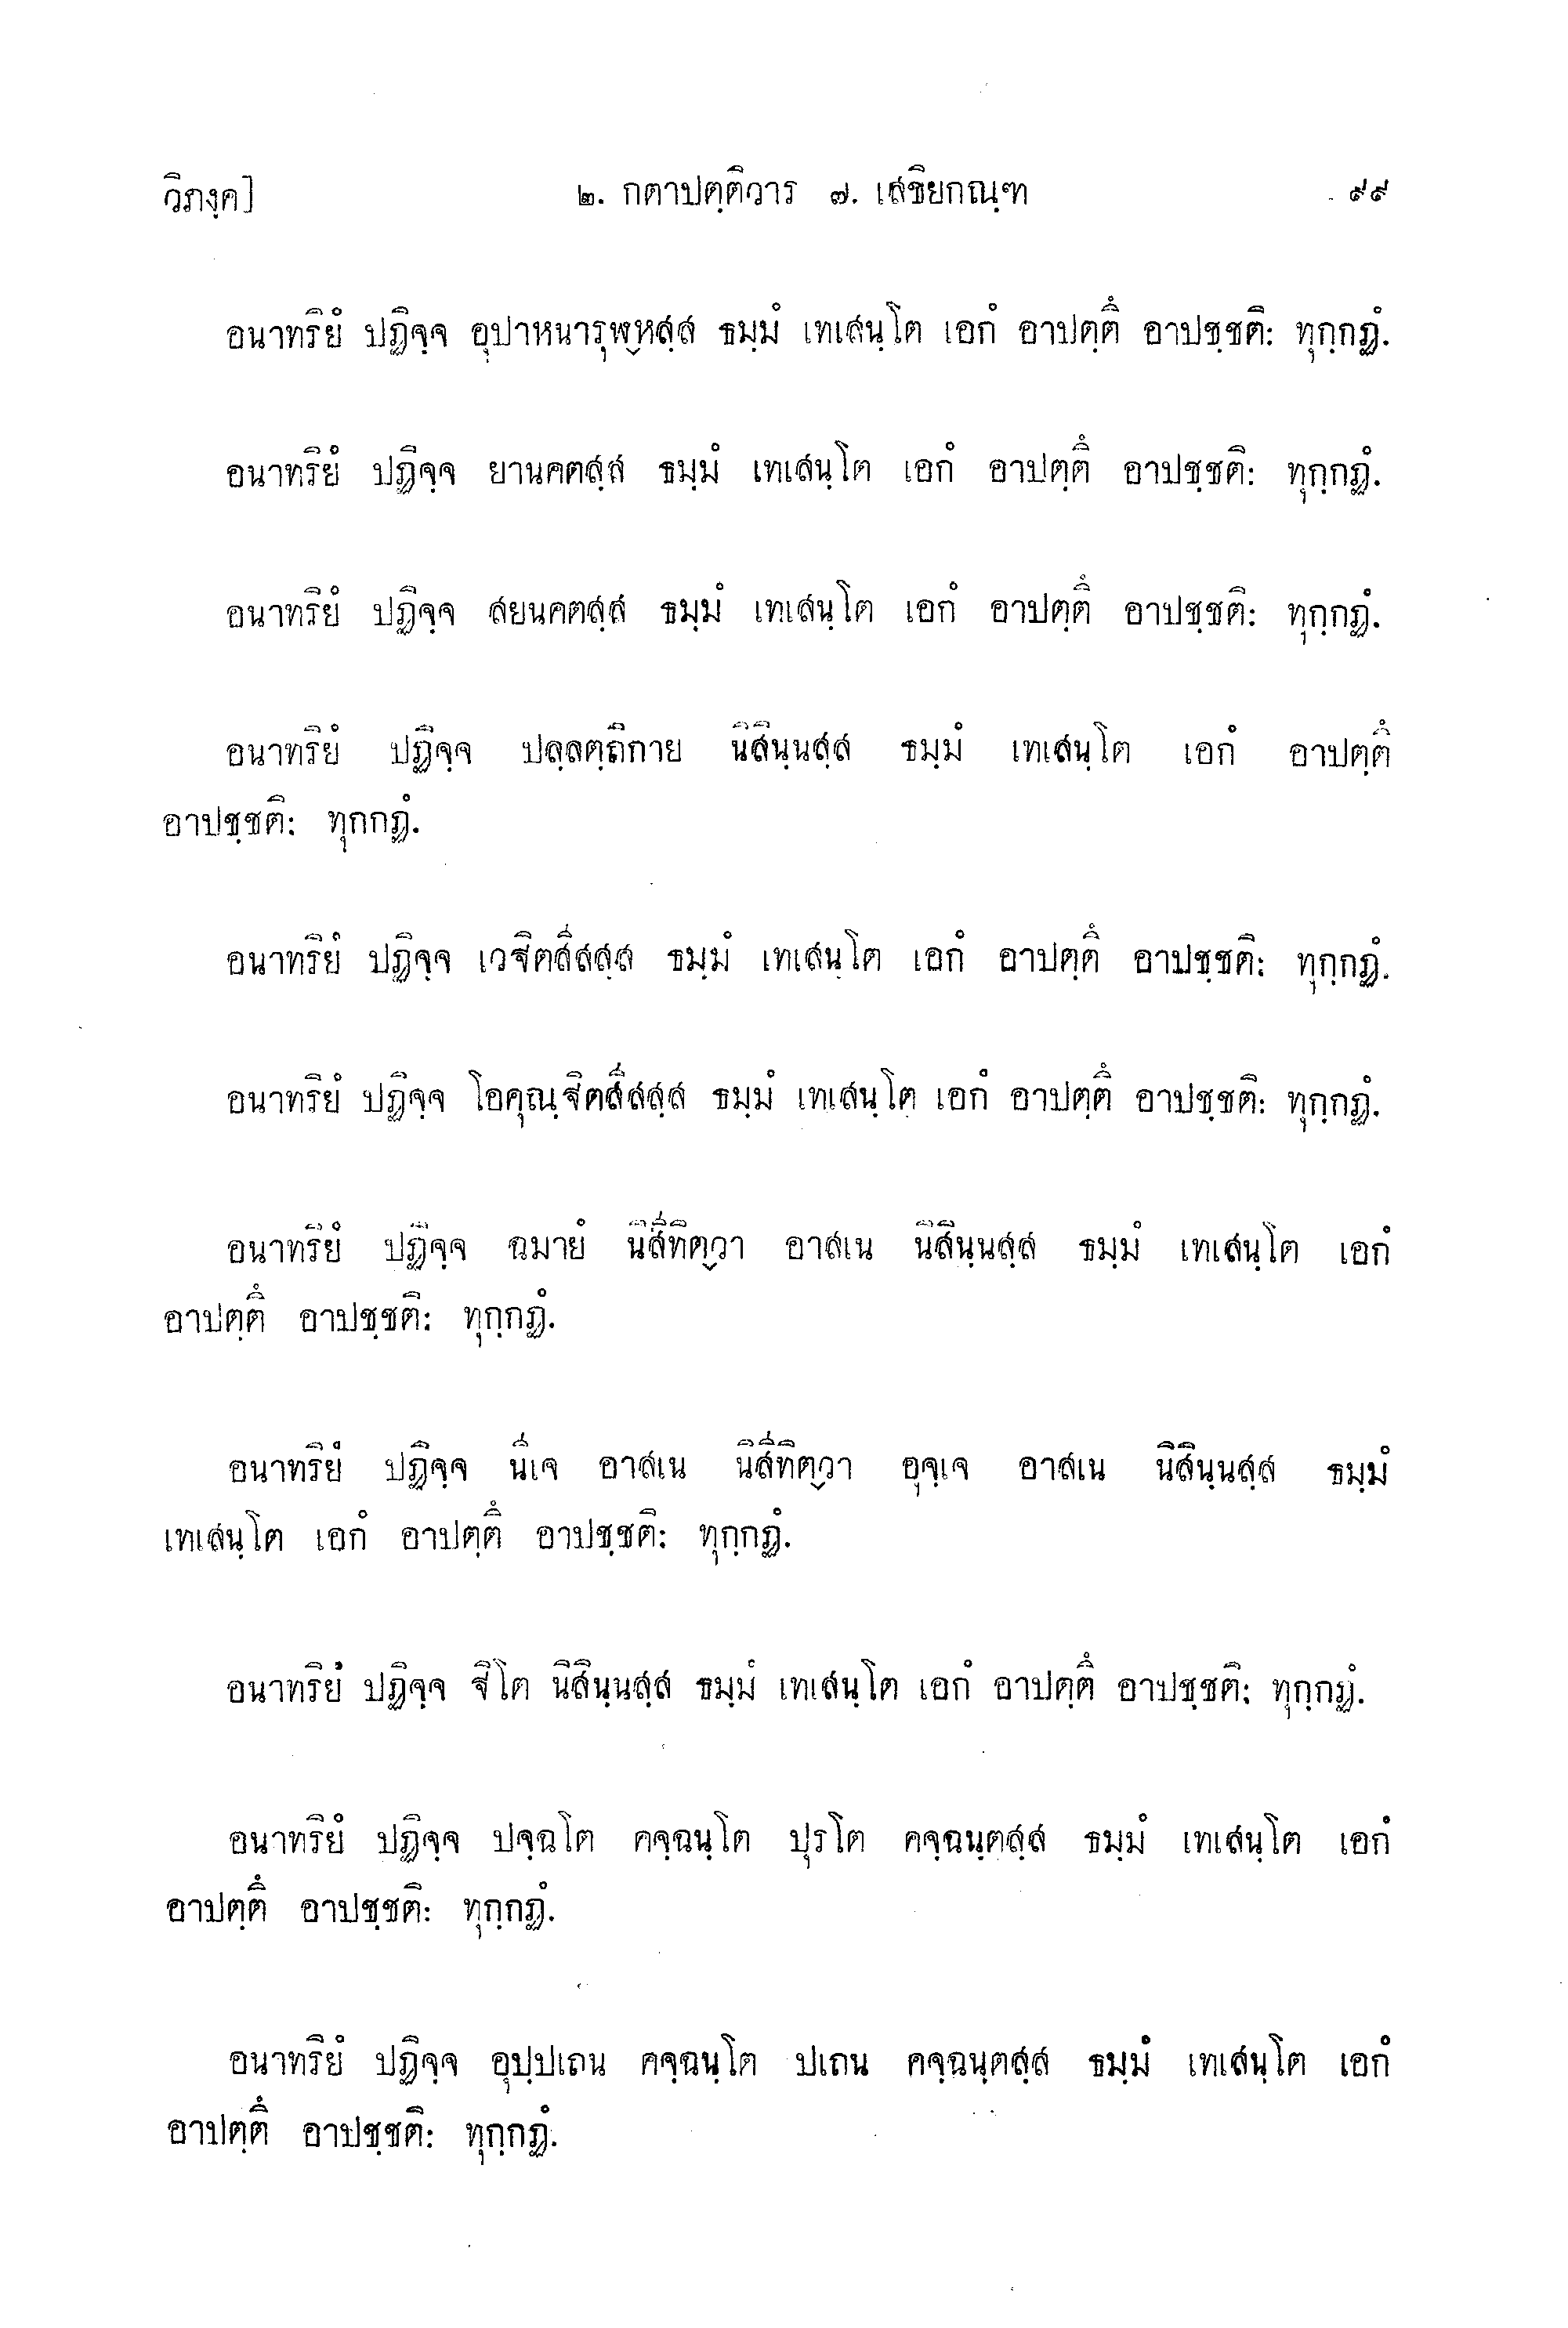 วิภงฺค] ๒. กตาปตฺติวาร ๗. เสขิยกณฺฑ ๙๙
อนาทริยํ ปฏิจฺจ อุปาหนารุฬฺหสฺส ธมฺมํ เทเสนฺโต เอกํ อาปตฺตึ อาปชฺชติ: ทุกฺกฏํ.
อนาทริยํ ปฏิจฺจ ยานคตสฺส ธมฺมํ เทเสนฺโต เอกํ อาปตฺตึ อาปชฺชติ: ทุกฺกฏํ.
อนาทริยํ ปฏิจฺจ สยนคตสฺส ธมฺมํ เทเสนฺโต เอกํ อาปตฺตึ อาปชฺชติ: ทุกฺกฏํ.
อนาทริยํ ปฏิจฺจ ปลฺลตฺถิกาย นิสินฺนสฺส ธมฺมํ เทเสนฺโต เอกํ อาปตฺตึ
อาปชฺชติ: ทุกกฏํ.
อนาทริยํ ปฏิจฺจ เวฐิตสีสสฺส ธมฺมํ เทเสนฺโต เอกํ อาปตฺตึ อาปชฺชติ: ทุกฺกฏํ.
อนาทริยํ ปฏิจฺจ โอคุณฺฐิตสีสสฺส ธมฺมํ เทเสนฺโต เอกํ อาปตฺตึ อาปชฺชติ: ทุกฺกฏํ.
อนาทริยํ ปฏิจฺจ ฉมายํ นิสีทิตฺวา อาสเน นิสินฺนสฺส ธมฺมํ เทเสนฺโต เอกํ
อาปตฺตึ อาปชฺชติ: ทุกฺกฏํ.
อนาทริยํ ปฏิจฺจ นีเจ อาสเน นิสีทิตฺวา อุจฺเจ อาสเน นิสินฺนสฺส ธมฺมํ
เทเสนฺโต เอกํ อาปตฺตึ อาปชฺชติ: ทุกฺกฏํ.
อนาทริยํ ปฏิจฺจ ฐิโต นิสินฺนสฺส ธมฺมํ เทเสนฺโต เอกํ อาปตฺตึ อาปชฺชติ: ทุกฺกฏํ.
อนาทริยํ ปฏิจฺจ ปจฺฉโต คจฺฉนฺโต ปุรโต คจฺฉนฺตสฺส ธมฺมํ เทเสนฺโต เอกํ
อาปตฺตึ อาปชฺชติ: ทุกฺกฏํ.
อนาทริยํ ปฏิจฺจ อุปฺปเถน คจฺฉนฺโต ปเถน คจฺฉนฺตสฺส ธมฺมํ เทเสนฺโต เอกํ
อาปตฺตึ อาปชฺชติ: ทุกฺกฏํ.